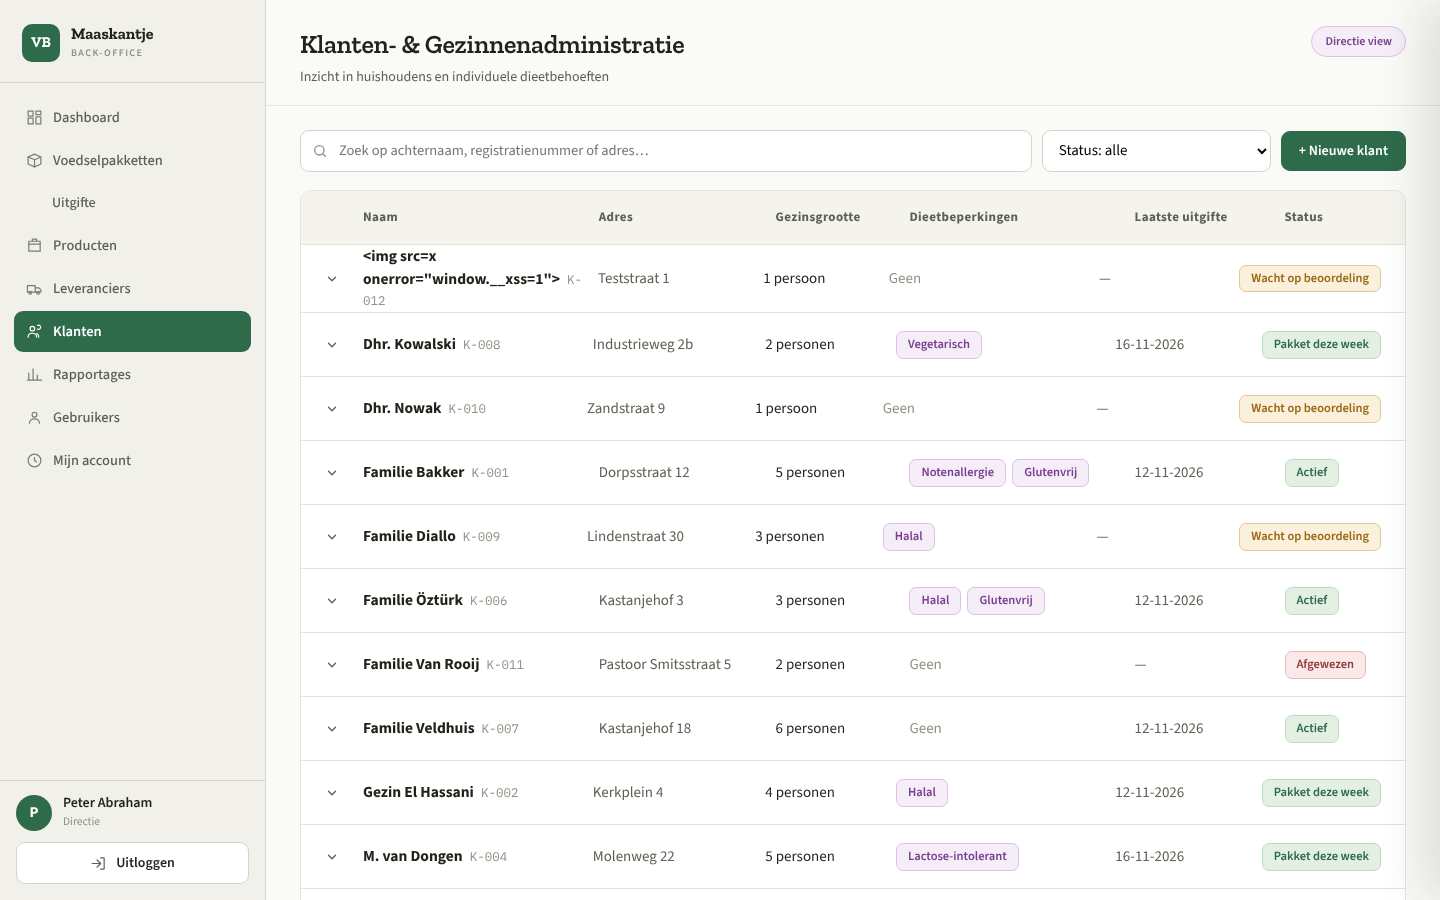 VB
Maaskantje
BACK-OFFICE
Dashboard
Voedselpakketten
Uitgifte
Producten
Leveranciers
Klanten
Rapportages
Gebruikers
Mijn account
P
Peter Abraham
Directie
Uitloggen
Klanten- & Gezinnenadministratie
Directie view
Inzicht in huishoudens en individuele dieetbehoeften
Zoek op achternaam, registratienummer of adres…
Status: alle
+ Nieuwe klant
Naam Adres Gezinsgrootte Dieetbeperkingen Laatste uitgifte Status
<img src=x
onerror="window.__xss=1"> K- Teststraat 1 1 persoon Geen — Wacht op beoordeling
012
Dhr. Kowalski K-008 Industrieweg 2b 2 personen Vegetarisch 16-11-2026 Pakket deze week
Dhr. Nowak K-010 Zandstraat 9 1 persoon Geen — Wacht op beoordeling
Familie Bakker K-001 Dorpsstraat 12 5 personen Notenallergie Glutenvrij 12-11-2026 Actief
Familie Diallo K-009 Lindenstraat 30 3 personen Halal — Wacht op beoordeling
Familie Öztürk K-006 Kastanjehof 3 3 personen Halal Glutenvrij 12-11-2026 Actief
Familie Van Rooij K-011 Pastoor Smitsstraat 5 2 personen Geen — Afgewezen
Familie Veldhuis K-007 Kastanjehof 18 6 personen Geen 12-11-2026 Actief
Gezin El Hassani K-002 Kerkplein 4 4 personen Halal 12-11-2026 Pakket deze week
M. van Dongen K-004 Molenweg 22 5 personen Lactose-intolerant 16-11-2026 Pakket deze week